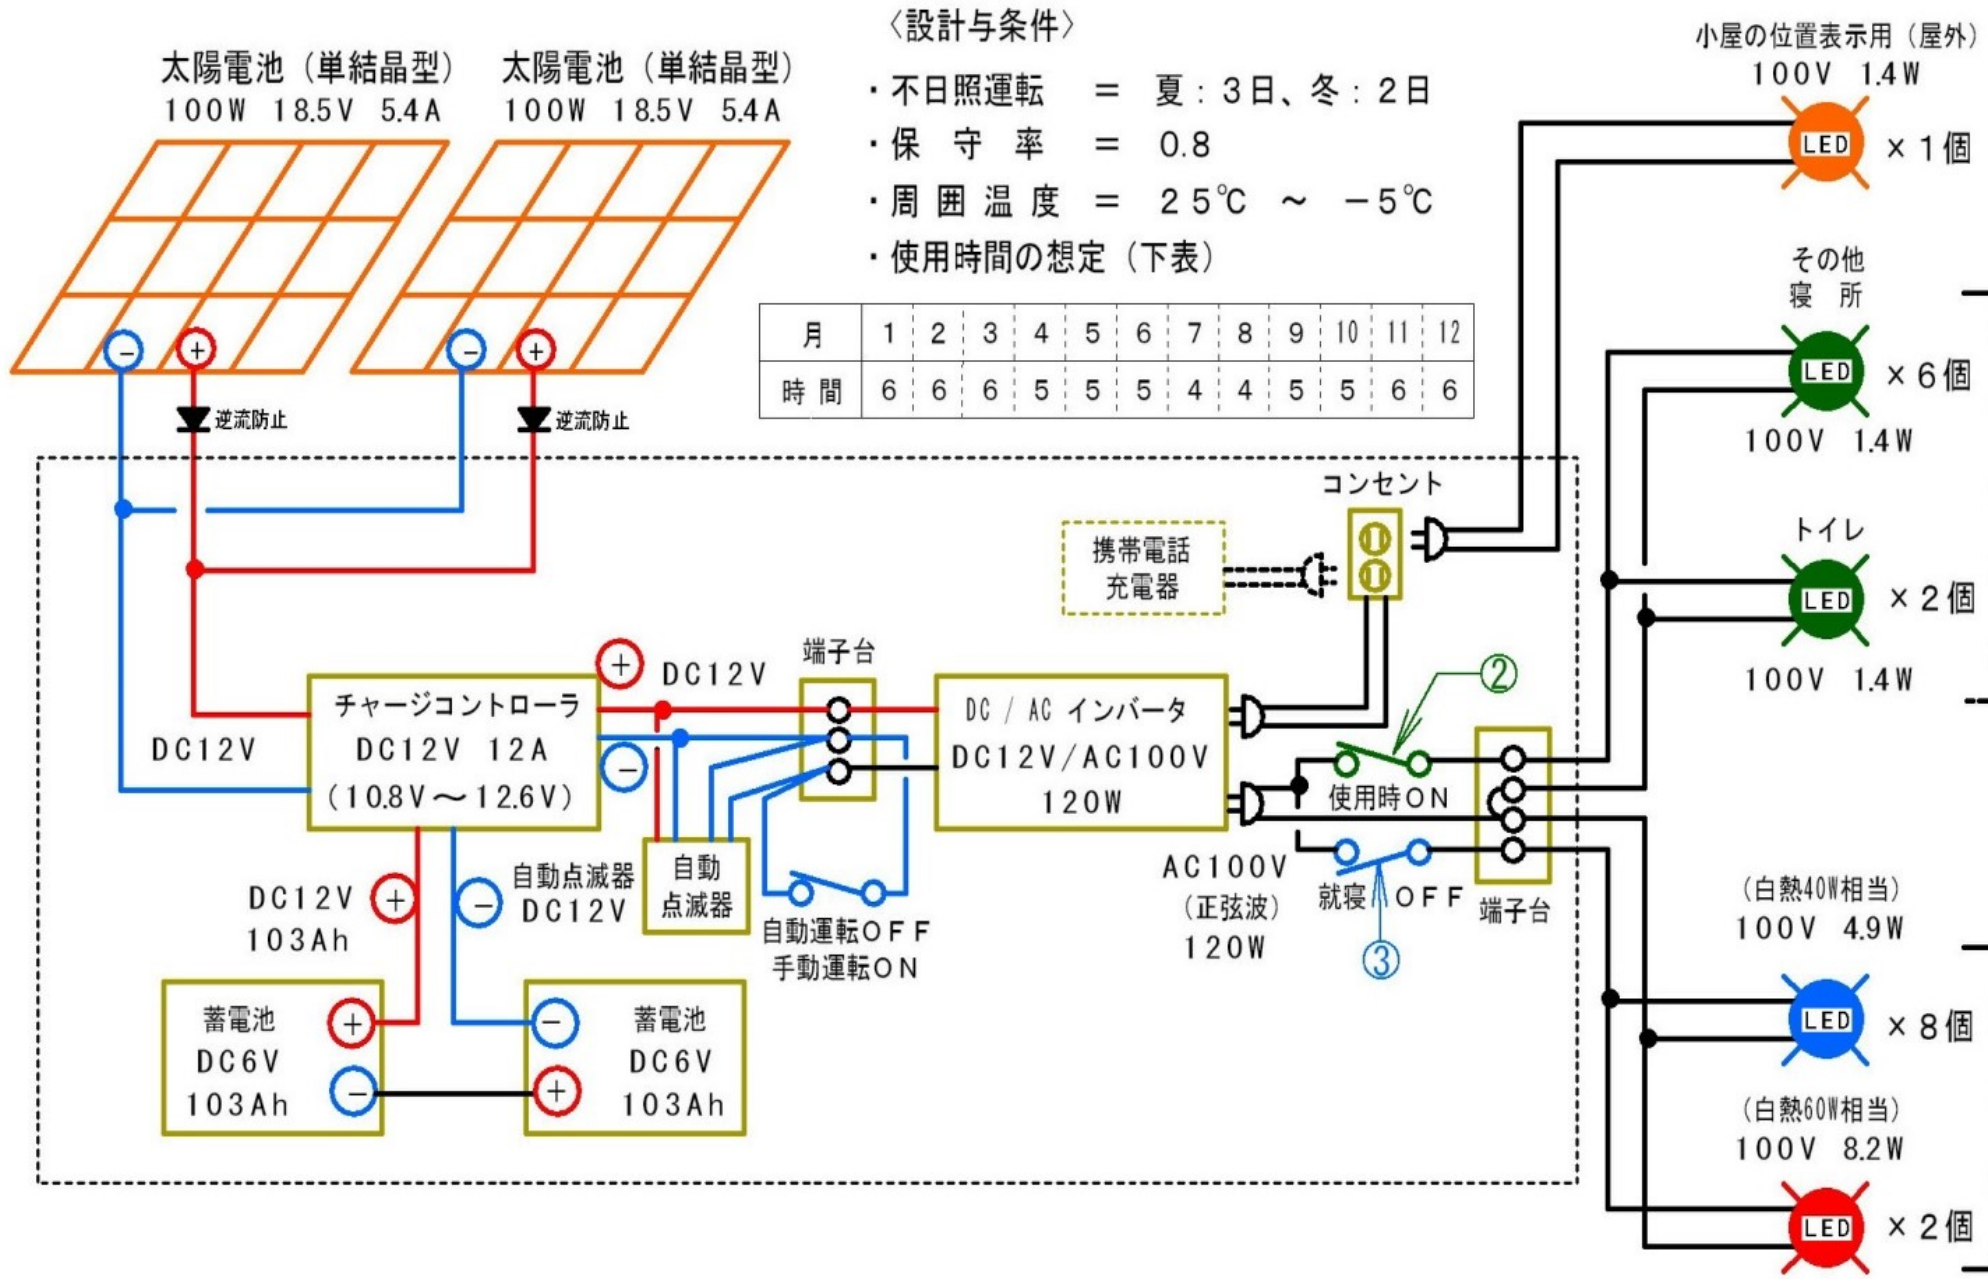 〈設計与条件〉
・不日照運転 ＝ 夏：３日、冬：２日
・保 守 率 ＝ 0.8
・周 囲 温 度 ＝ ２５℃ ～ －５℃
・使用時間の想定（下表）
月 1 2 3 4 5 6 7 8 9 10 11 12
時 間 6 6 6 5 5 5 4 4 5 5 6 6
太陽電池（単結晶型）
100W 18.5V 5.4A
太陽電池（単結晶型）
100W 18.5V 5.4A
－
＋
－
＋
逆流防止
逆流防止
小屋の位置表示用（屋外）
100V 1.4W
LED
×１個
その他
寝 所
LED
×６個
100V 1.4W
トイレ
LED
×２個
100V 1.4W
コンセント
携帯電話
充電器
＋
DC12V
端子台
DC12V
チャージコントローラ
DC12V 12A
(10.8V～12.6V)
－
DC / AC インバータ
DC12V/AC100V
120W
②
使用時ＯＮ
AC100V
(正弦波)
120W
就寝 ＯＦＦ
③
端子台
自動点滅器
DC12V
自動
点滅器
自動運転ＯＦＦ
手動運転ＯＮ
DC12V
103Ah
＋
－
蓄電池
DC6V
103Ah
＋
－
－
＋
蓄電池
DC6V
103Ah
(白熱40W相当)
100V 4.9W
LED
×８個
(白熱60W相当)
100V 8.2W
LED
×２個